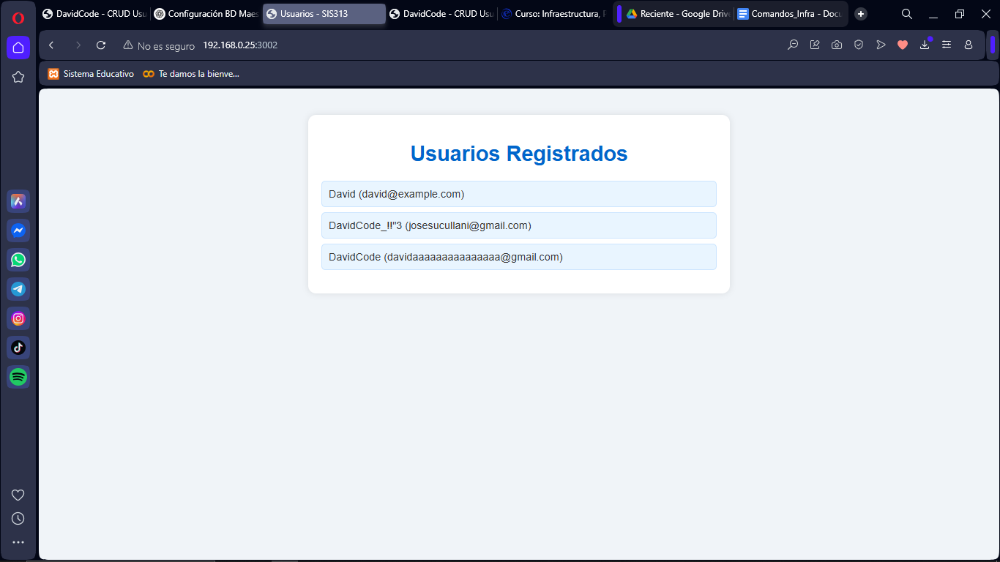 DavidCode - CRUD Usu
Configuración BD Maes
Usuarios - SIS313
DavidCode - CRUD Usu
Curso: Infraestructura, P
Reciente - Google Drive
Comandos_Infra - Docu
No es seguro 192.168.0.25:3002
Sistema Educativo
Te damos la bienve...
Usuarios Registrados
David (david@example.com)
DavidCode_!!"3 (josesucullani@gmail.com)
DavidCode (davidaaaaaaaaaaaaaaa@gmail.com)